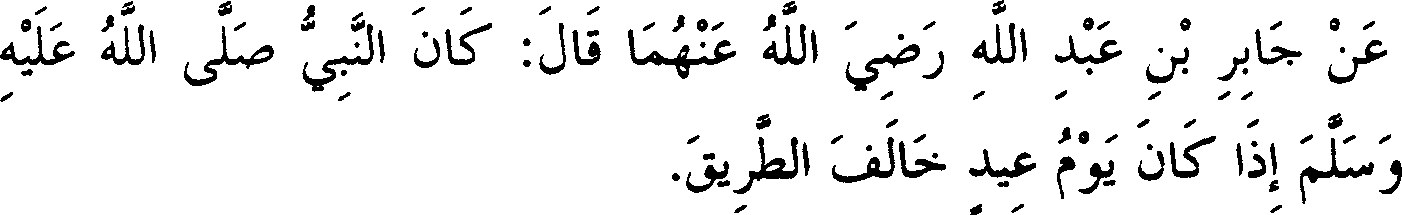 عَنْ جَابِرِ بْنِ عَبْدِ اللَّهِ رَضِيَ اللَّهُ عَنْهُمَا قَالَ: كَانَ النَّبِيُّ صَلَّى اللَّهُ عَلَيْهِ
وَسَلَّمَ إِذَا كَانَ يَوْمُ عِيدٍ خَالَفَ الطَّرِيقَ.